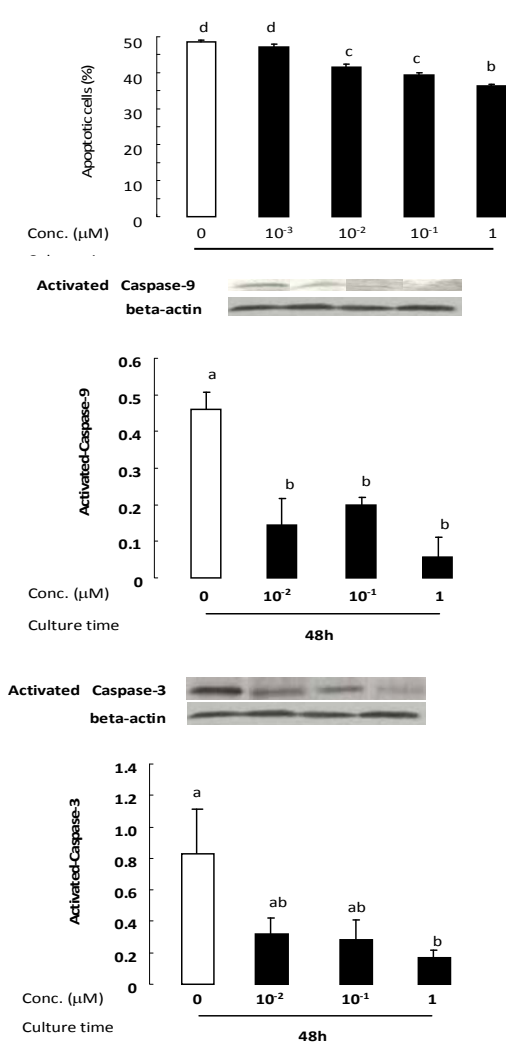 d d c c b
50
40
30
20
10
0
Apoptotic cells (%)
Conc. (μM) 0 10-3 10-2 10-1 1
Activated Caspase-9
beta-actin
0.6
0.5
0.4
0.3
0.2
0.1
0
Activated-Caspase-9
a b b b
Conc. (μM) 0 10-2 10-1 1
Culture time 48h
Activated Caspase-3
beta-actin
1.4
1.2
1.0
0.8
0.6
0.4
0.2
0
Activated-Caspase-3
a ab ab b
Conc. (μM) 0 10-2 10-1 1
Culture time 48h